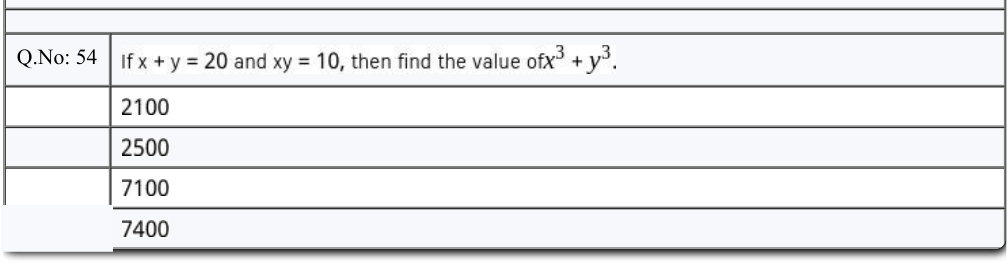 Q.No: 54 If x + y = 20 and xy = 10, then find the value ofx³ + y³.
2100
2500
7100
7400